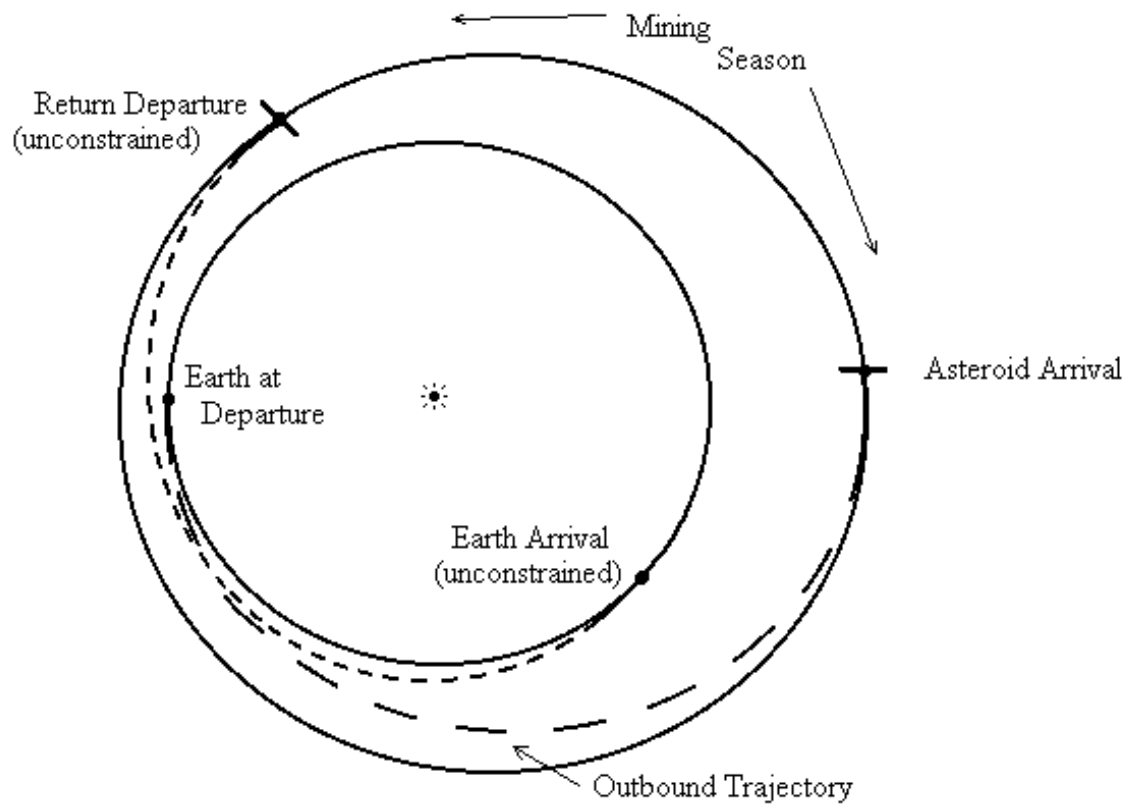 Mining
Season
Return Departure
(unconstrained)
Earth at
Departure
Asteroid Arrival
Earth Arrival
(unconstrained)
Outbound Trajectory